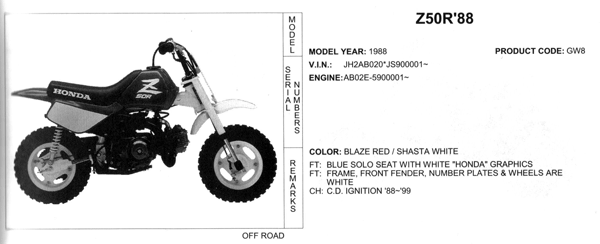 Z50R'88
MODEL
MODEL YEAR: 1988 PRODUCT CODE: GW8
SERIAL NUMBERS
V.I.N.: JH2AB020*JS900001~
ENGINE:AB02E-5900001~
HONDA
Z
50R
REMARKS
COLOR: BLAZE RED / SHASTA WHITE
FT: BLUE SOLO SEAT WITH WHITE "HONDA" GRAPHICS
FT: FRAME, FRONT FENDER, NUMBER PLATES & WHEELS ARE
WHITE
CH: C.D. IGNITION '88~'99
OFF ROAD